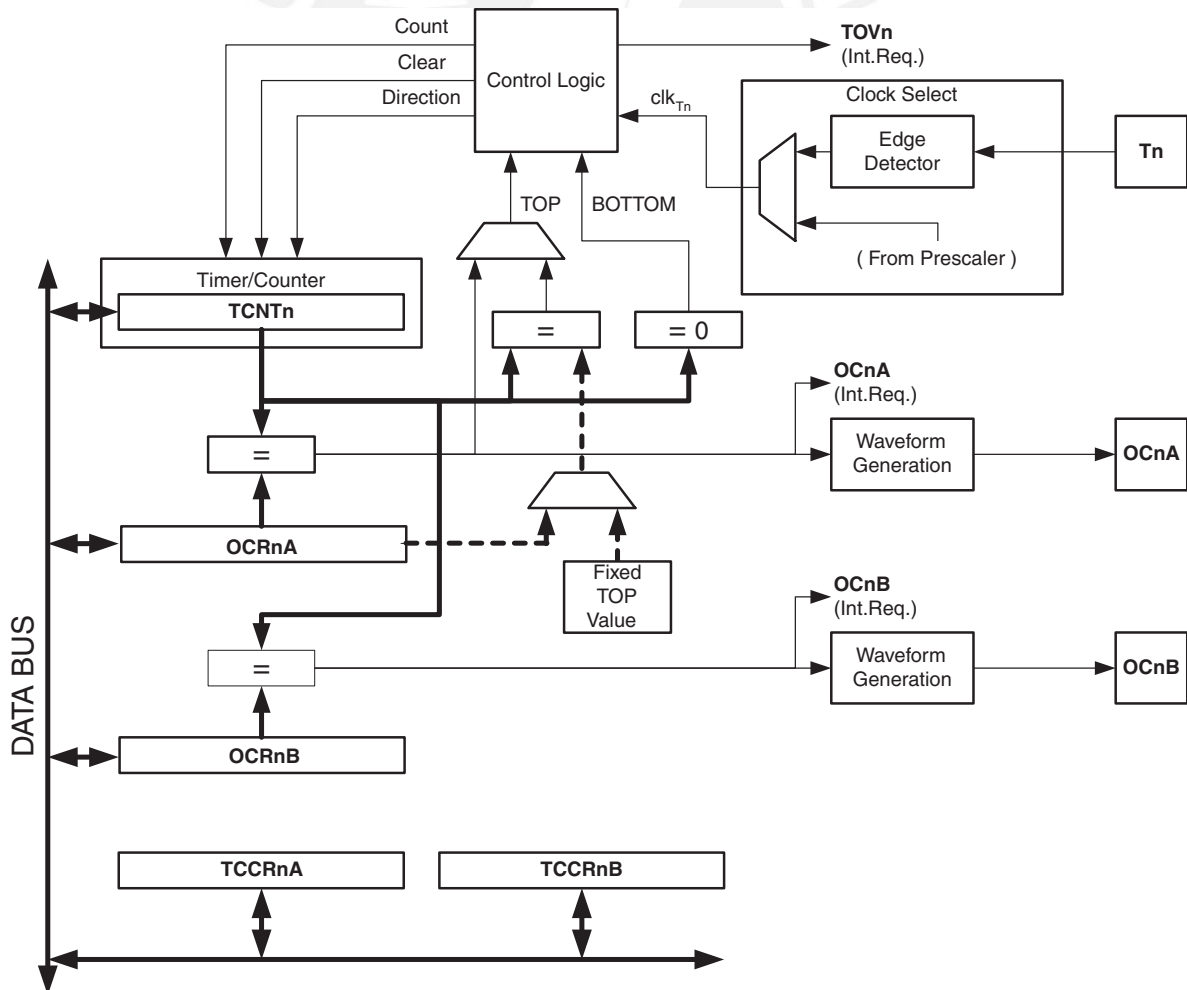 Count
Clear
Direction
Control Logic
TOVn
(Int.Req.)
clkTn
Clock Select
Edge
Detector
Tn
( From Prescaler )
TOP
BOTTOM
Timer/Counter
TCNTn
=
= 0
OCnA
(Int.Req.)
=
Waveform
Generation
OCnA
OCRnA
Fixed
TOP
Value
OCnB
(Int.Req.)
=
Waveform
Generation
OCnB
OCRnB
DATA BUS
TCCRnA
TCCRnB